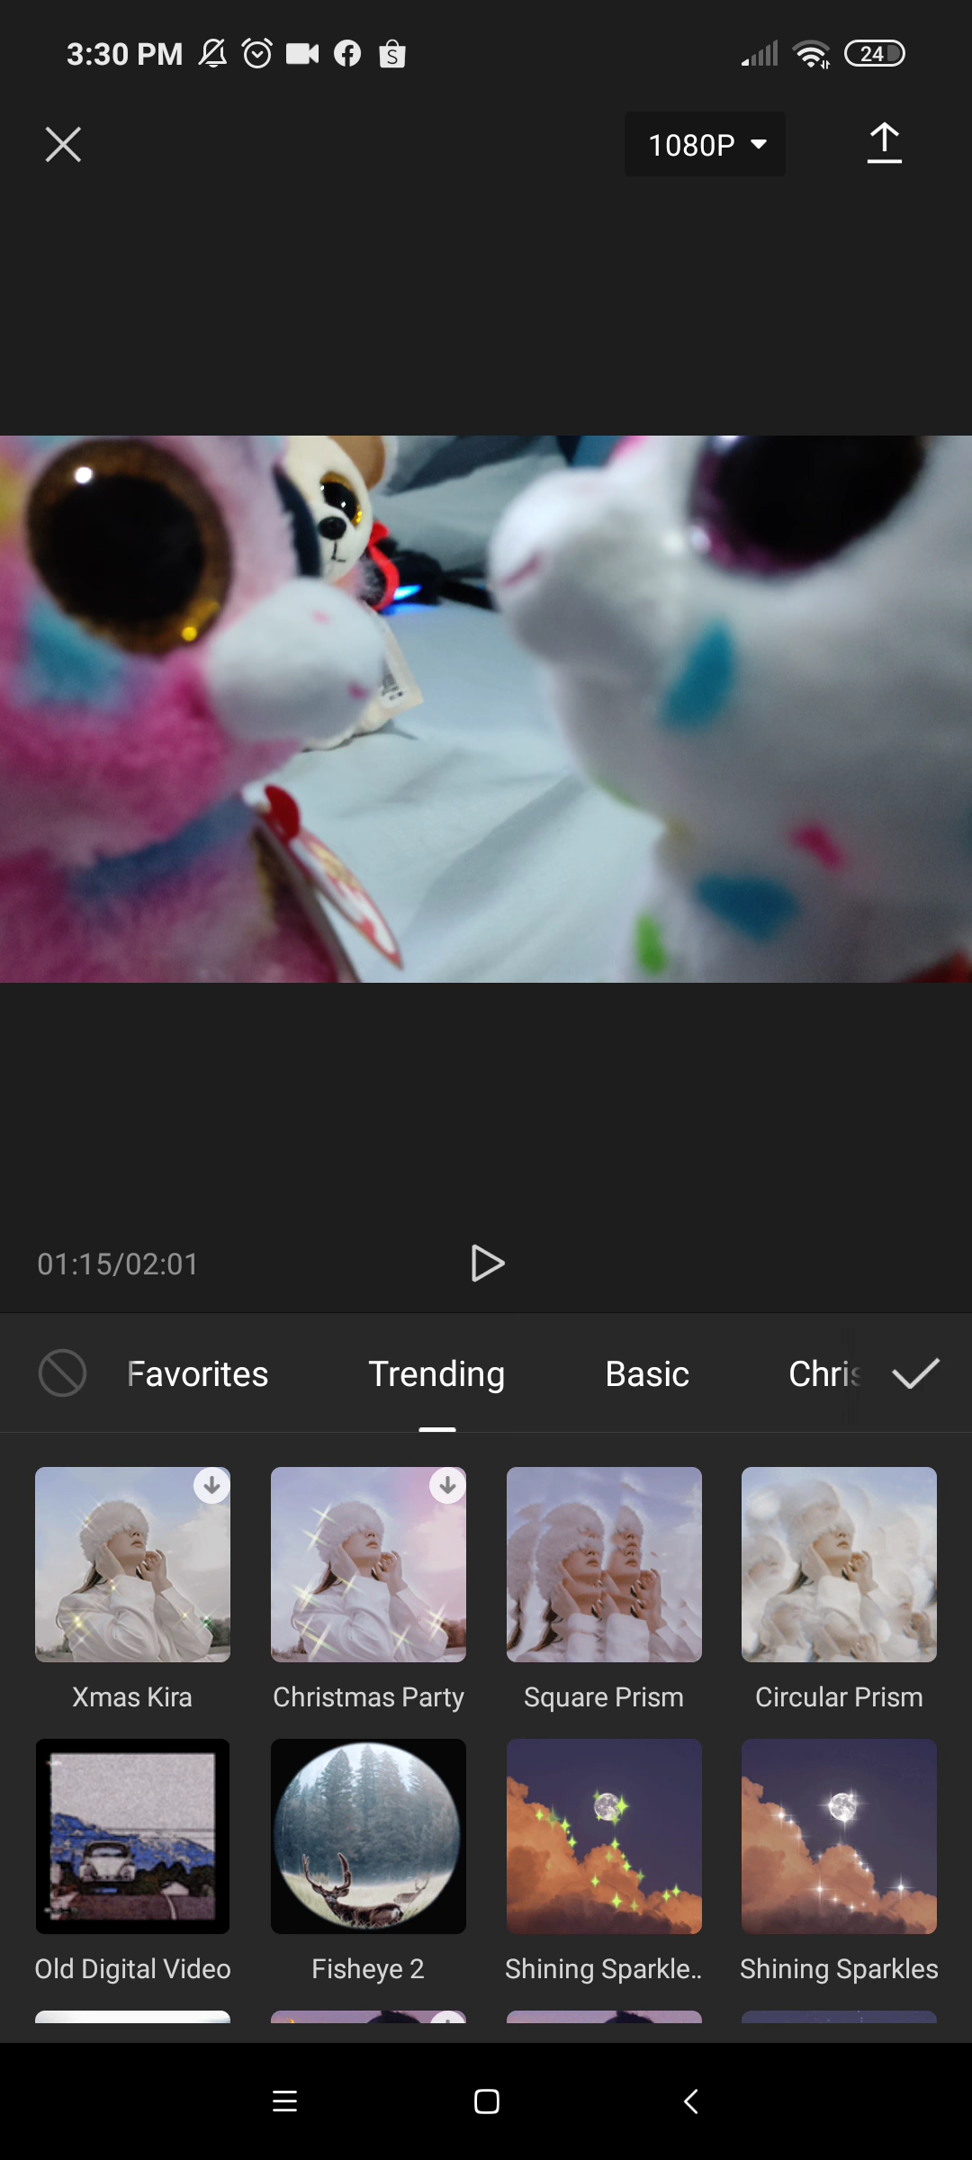 3:30 PM
24
1080P
01:15/02:01
Favorites Trending Basic Chris
Xmas Kira Christmas Party Square Prism Circular Prism
Old Digital Video Fisheye 2 Shining Sparkle.. Shining Sparkles